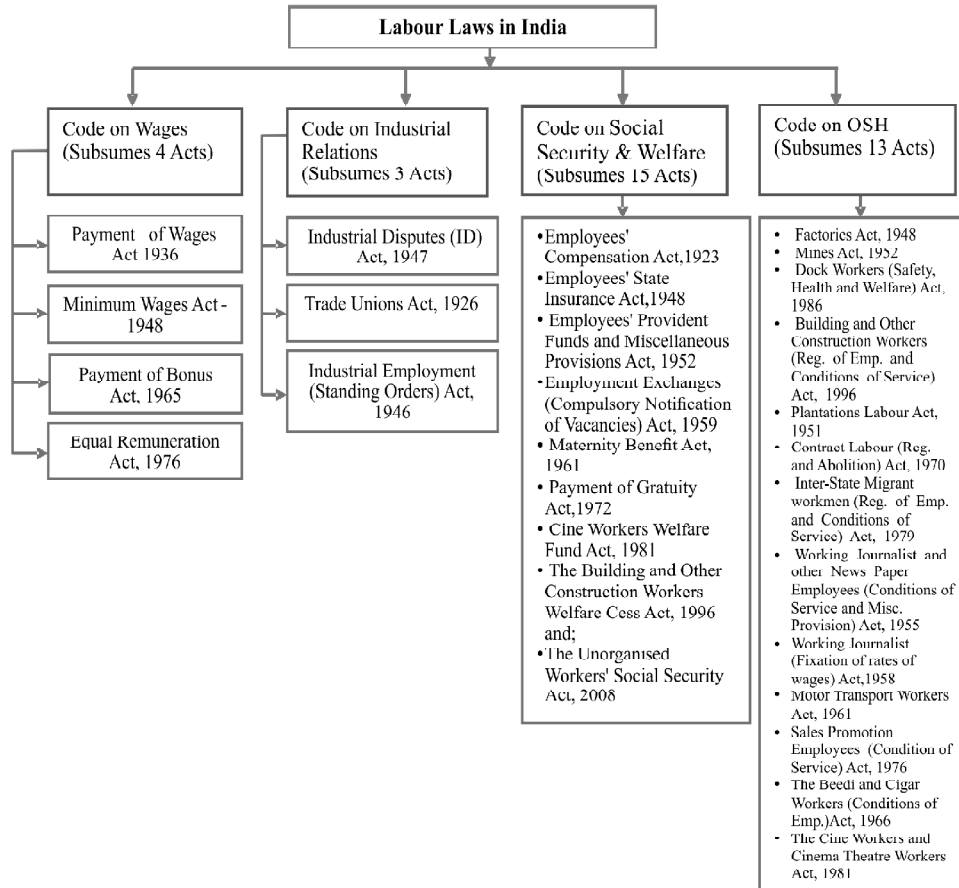 Labour Laws in India
Code on Wages
(Subsumes 4 Acts)
Payment of Wages
Act 1936
Minimum Wages Act -
1948
Payment of Bonus
Act, 1965
Equal Remuneration
Act, 1976
Code on Industrial
Relations
(Subsumes 3 Acts)
Industrial Disputes (ID)
Act, 1947
Trade Unions Act, 1926
Industrial Employment
(Standing Orders) Act,
1946
Code on Social
Security & Welfare
(Subsumes 15 Acts)
•Employees'
Compensation Act,1923
•Employees' State
Insurance Act,1948
• Employees' Provident
Funds and Miscellaneous
Provisions Act, 1952
-Employment Exchanges
(Compulsory Notification
of Vacancies) Act, 1959
• Maternity Benefit Act,
1961
• Payment of Gratuity
Act,1972
• Cine Workers Welfare
Fund Act, 1981
• The Building and Other
Construction Workers
Welfare Cess Act, 1996
and;
•The Unorganised
Workers' Social Security
Act, 2008
Code on OSH
(Subsumes 13 Acts)
• Factories Act, 1948
• Mines Act, 1952
• Dock Workers (Safety,
Health and Welfare) Act,
1986
• Building and Other
Construction Workers
(Reg. of Emp. and
Conditions of Service)
Act, 1996
• Plantations Labour Act,
1951
- Contract Labour (Reg.
and Abolition) Act, 1970
• Inter-State Migrant
workmen (Reg. of Emp.
and Conditions of
Service) Act, 1979
• Working Journalist and
other News Paper
Employees (Conditions of
Service and Misc.
Provision) Act, 1955
• Working Journalist
(Fixation of rates of
wages) Act,1958
• Motor Transport Workers
Act, 1961
• Sales Promotion
Employees (Condition of
Service) Act, 1976
• The Beedi and Cigar
Workers (Conditions of
Emp.)Act, 1966
- The Cine Workers and
Cinema Theatre Workers
Act, 1981